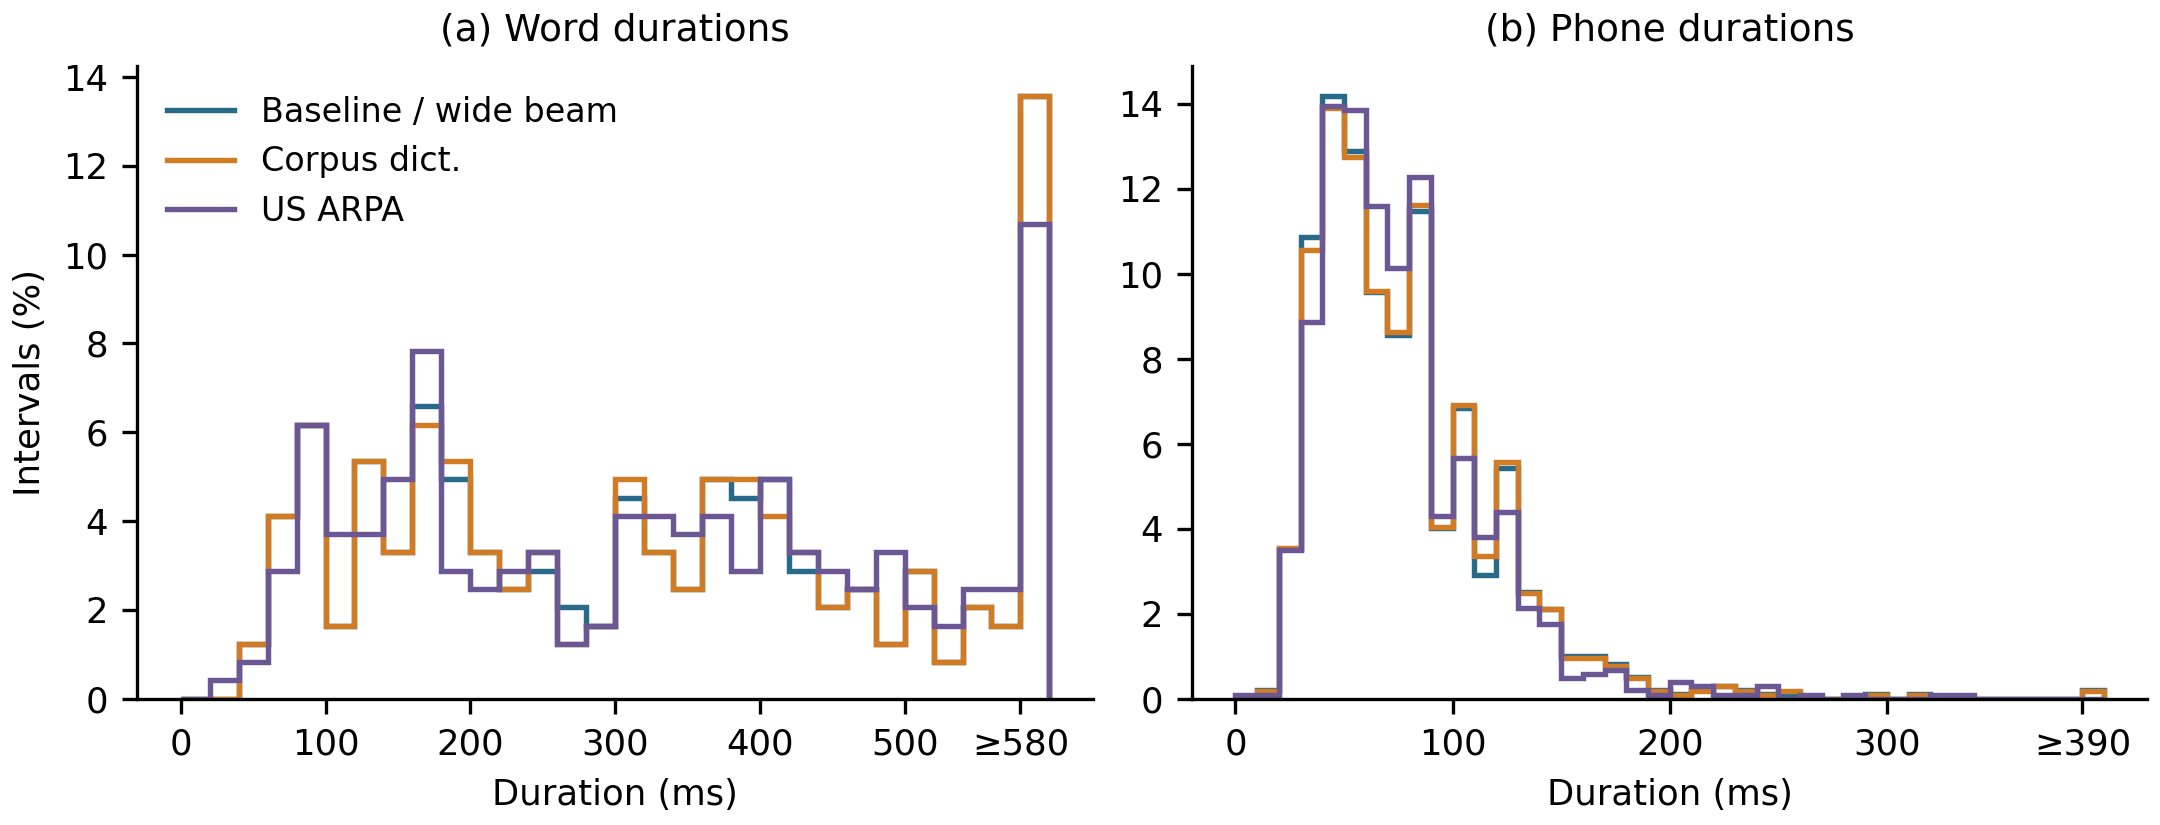 (a) Word durations
Intervals (%)
14
12
10
8
6
4
2
0
Baseline / wide beam
Corpus dict.
US ARPA
0 100 200 300 400 500 ≥580
Duration (ms)
(b) Phone durations
14
12
10
8
6
4
2
0
0 100 200 300 ≥390
Duration (ms)